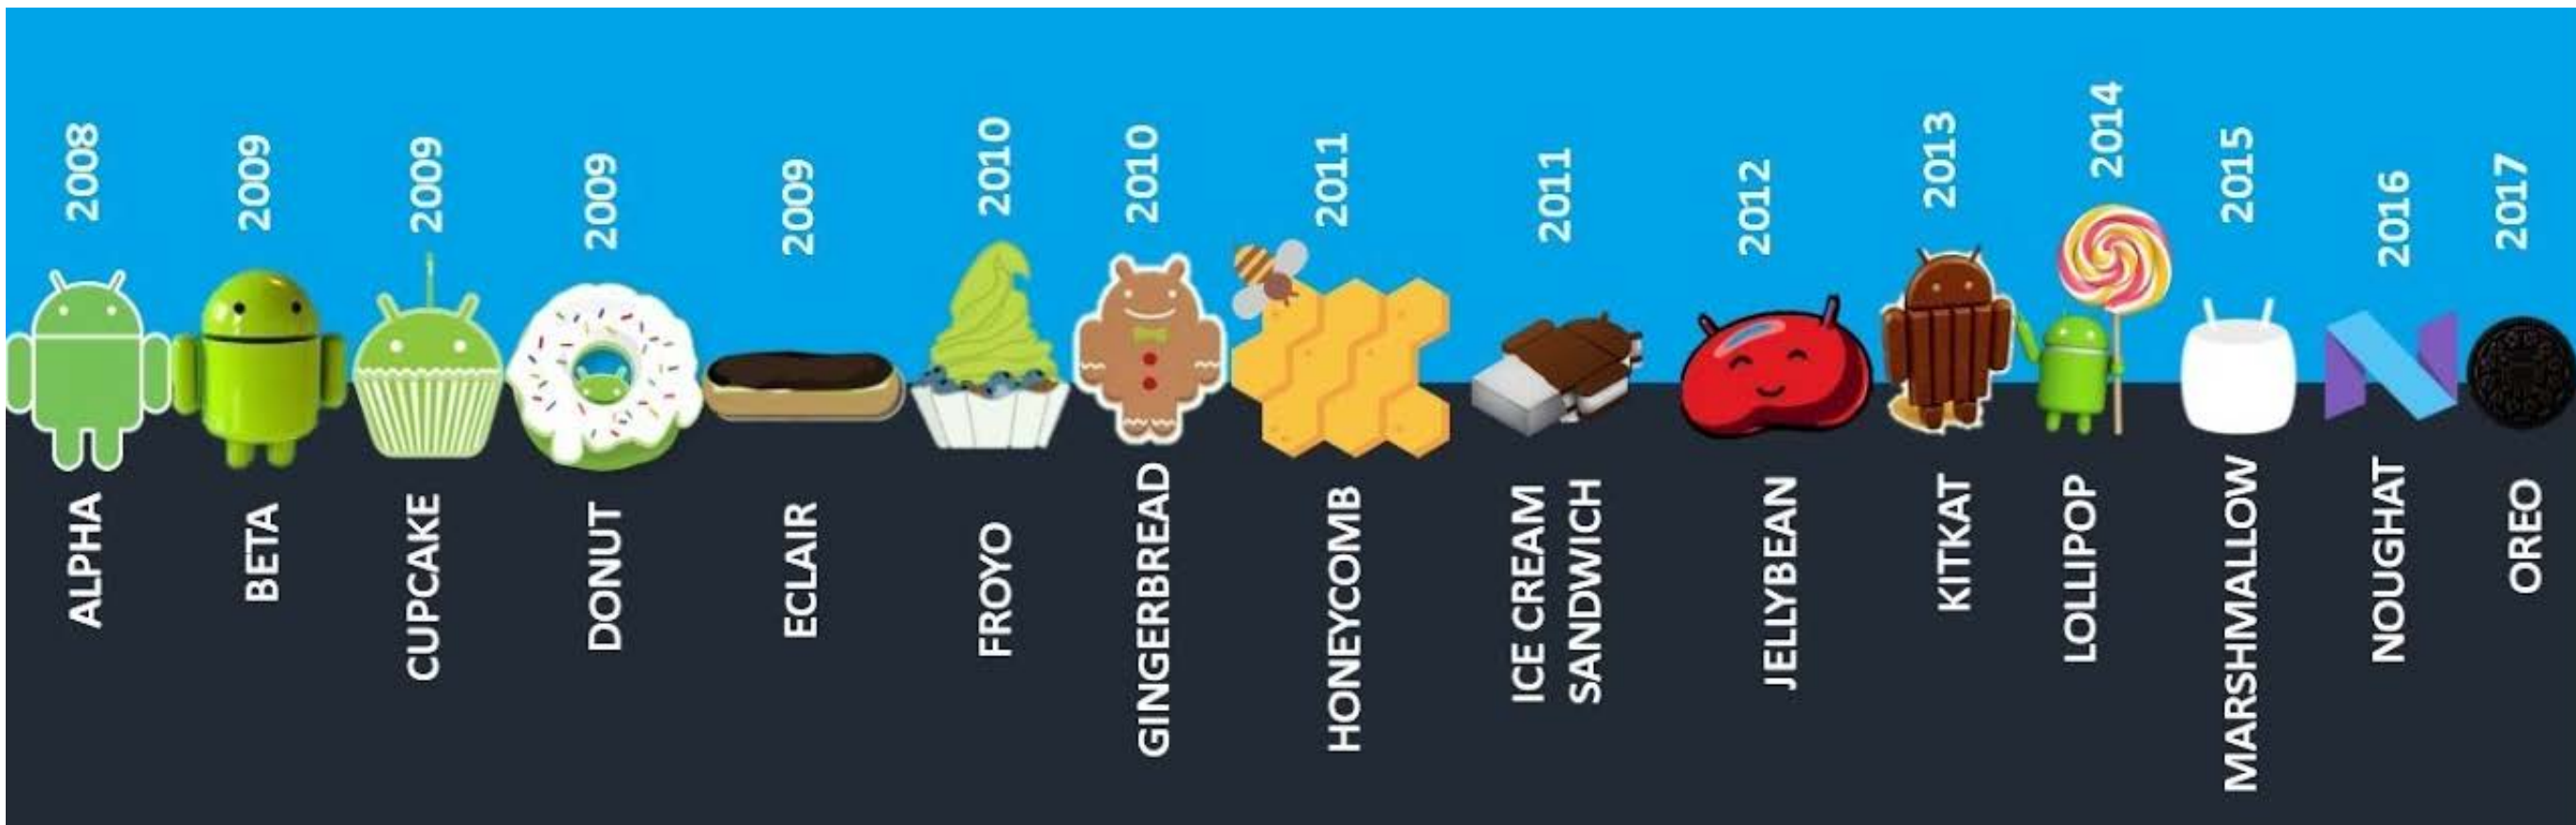 2008
2009
2009
2009
2009
2010
2010
2011
2011
2012
2013
2014
2015
2016
2017
ALPHA
BETA
CUPCAKE
DONUT
ECLAIR
FROYO
GINGERBREAD
HONEYCOMB
ICE CREAM
SANDWICH
JELLYBEAN
KITKAT
LOLLIPOP
MARSHMALLOW
NOUGHAT
OREO